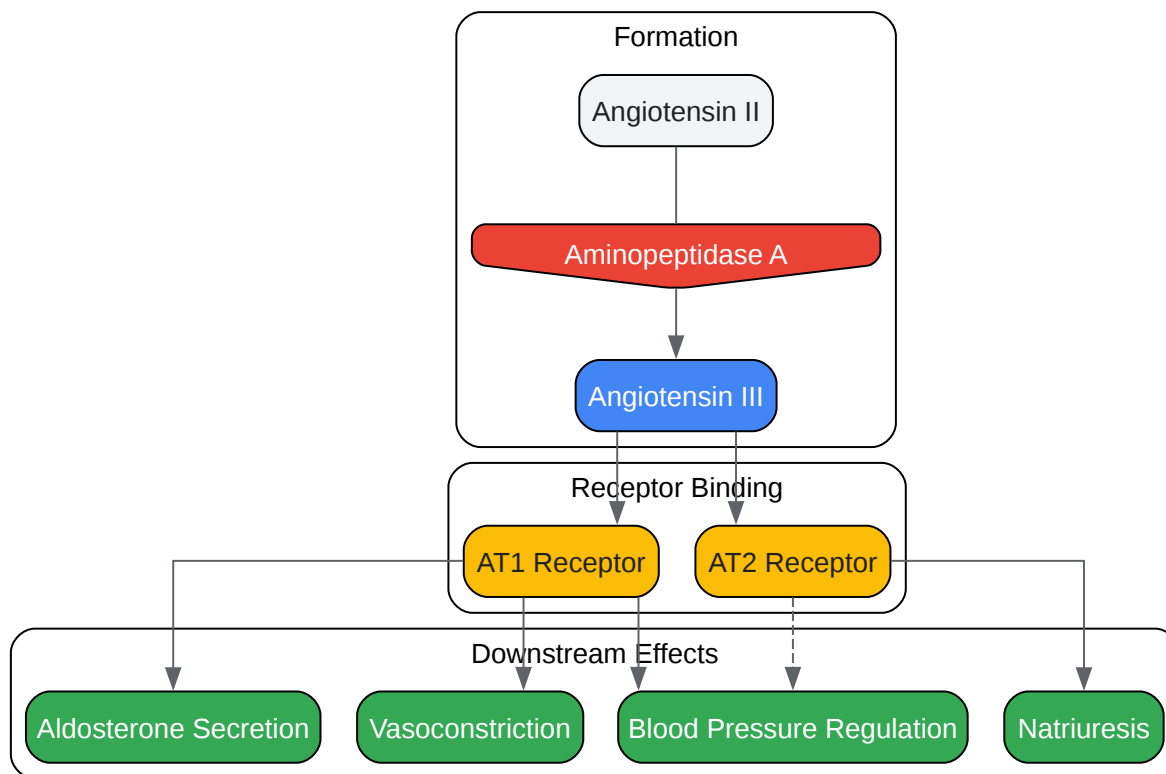 Formation
Angiotensin II
Aminopeptidase A
Angiotensin III
Receptor Binding
AT1 Receptor
AT2 Receptor
Downstream Effects
Aldosterone Secretion
Vasoconstriction
Blood Pressure Regulation
Natriuresis